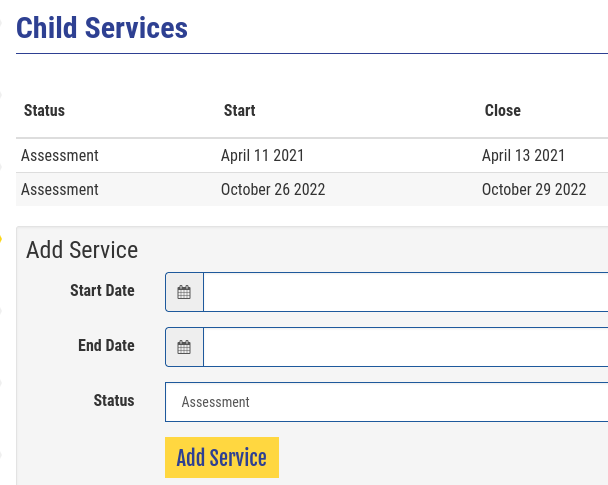 Child Services
Status Start Close
Assessment April 11 2021 April 13 2021
Assessment October 26 2022 October 29 2022
Add Service
Start Date
End Date
Status Assessment
Add Service